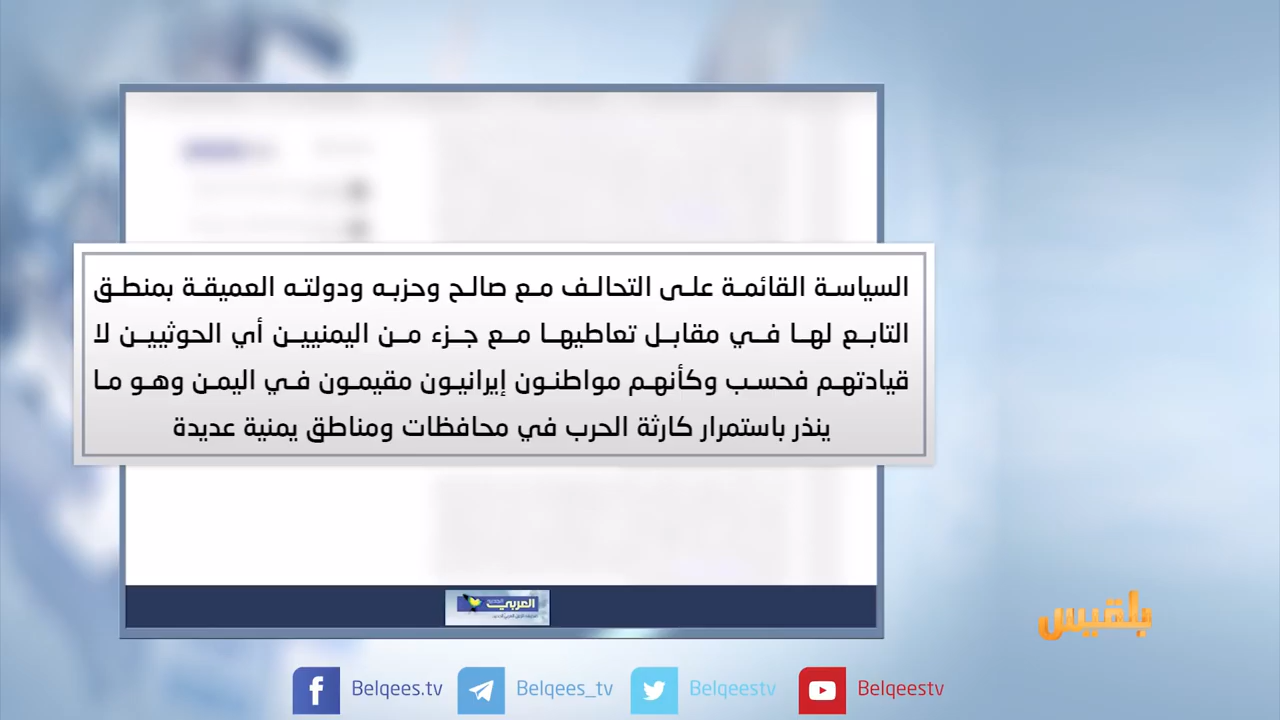 السياسة القائمة على التحالف مع صالح وحزبه ودولته العميقة بمنطق
التابع لها في مقابل تعاطيها مع جزء من اليمنيين أي الحوثيين لا
قيادتهم فحسب وكأنهم مواطنون إيرانيون مقيمون في اليمن وهو ما
ينذر باستمرار كارثة الحرب في محافظات ومناطق يمنية عديدة
العربي الجديد
بلقيس
Belqees.tv
Belqees_tv
Belqeestv
Belqeestv